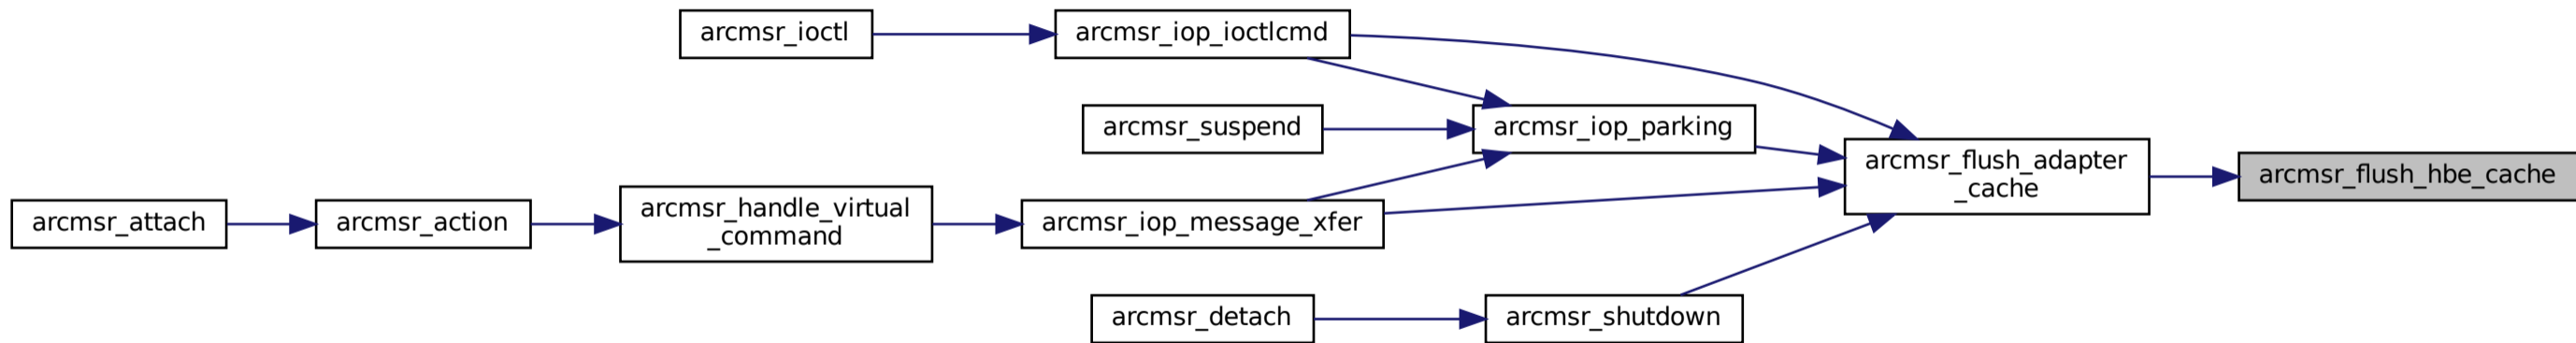 arcmsr_ioctl
arcmsr_iop_ioctlcmd
arcmsr_suspend
arcmsr_iop_parking
arcmsr_flush_adapter
_cache
arcmsr_flush_hbe_cache
arcmsr_attach
arcmsr_action
arcmsr_handle_virtual
_command
arcmsr_iop_message_xfer
arcmsr_detach
arcmsr_shutdown